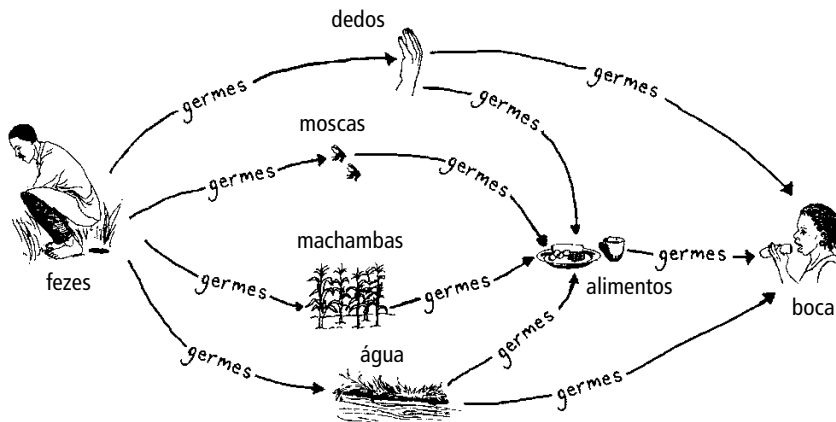 dedos
germes
germes
germes
moscas
germes
germes
fezes
machambas
germes
germes
alimentos
germes
boca
água
germes
germes
germes